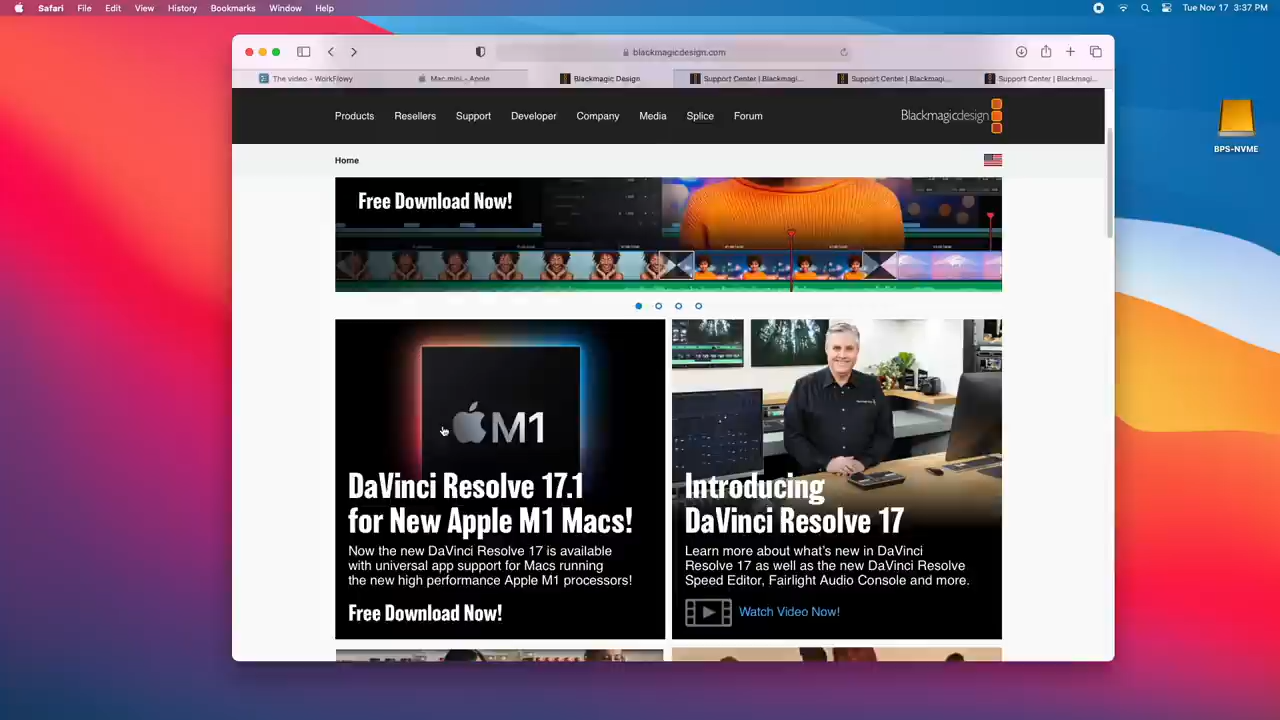 Safari File Edit View History Bookmarks Window Help Tue Nov 17 3:37 PM
blackmagicdesign.com
The video - WorkFlowy Mac mini - Apple Blackmagic Design Support Center | Blackmagi... Support Center | Blackmagi... Support Center | Blackmagi...
Products Resellers Support Developer Company Media Splice Forum Blackmagicdesign
Home
BPS-NVME
Free Download Now!
M1
DaVinci Resolve 17.1
for New Apple M1 Macs!
Now the new DaVinci Resolve 17 is available
with universal app support for Macs running
the new high performance Apple M1 processors!
Free Download Now!
Introducing
DaVinci Resolve 17
Learn more about what's new in DaVinci
Resolve 17 as well as the new DaVinci Resolve
Speed Editor, Fairlight Audio Console and more.
Watch Video Now!